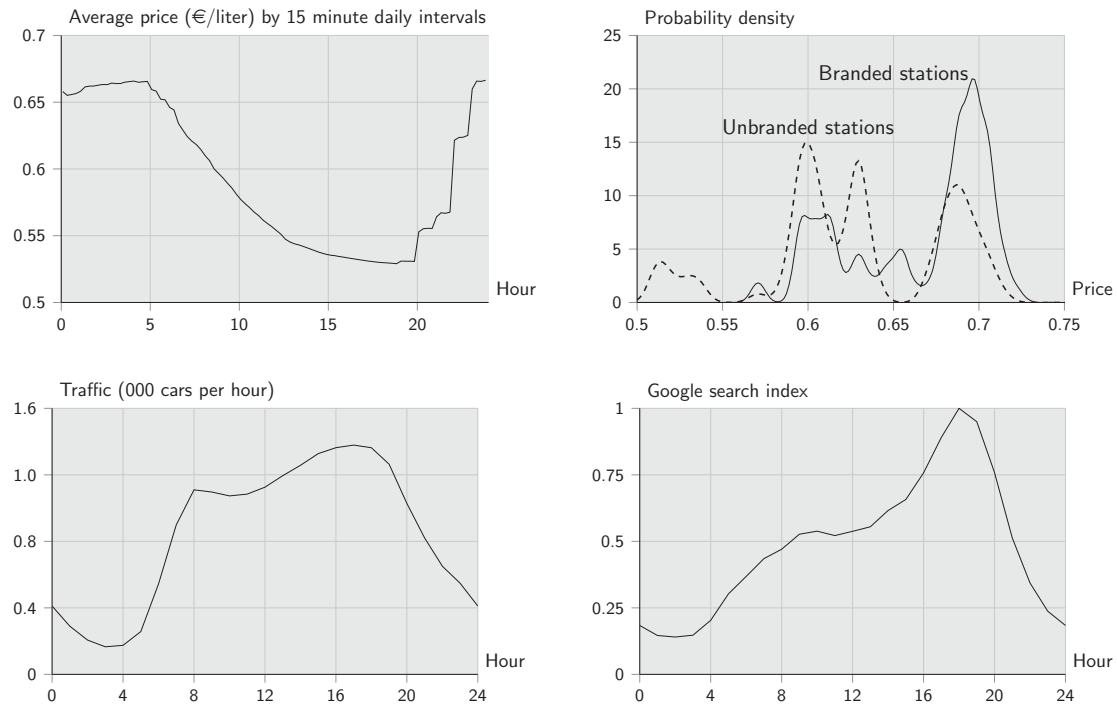 Average price (€/liter) by 15 minute daily intervals
0.7
0.65
0.6
0.55
0.5
0 5 10 15 20
Hour
Probability density
25
20
15
10
5
0
Branded stations
Unbranded stations
0.5 0.55 0.6 0.65 0.7 0.75
Price
Traffic (000 cars per hour)
1.6
1.0
0.8
0.4
0
0 4 8 12 16 20 24
Hour
Google search index
1
0.75
0.5
0.25
0
0 4 8 12 16 20 24
Hour